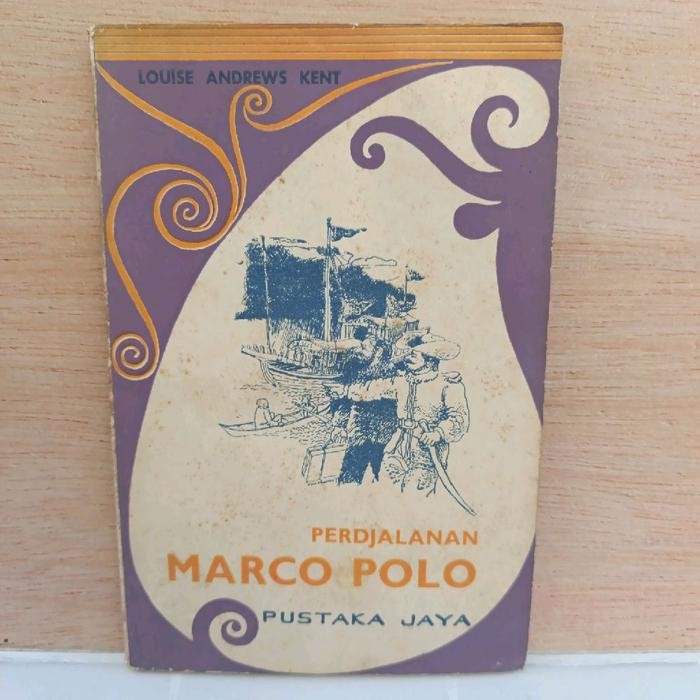 LOUISE ANDREWS KENT
PERDJALANAN
MARCO POLO
PUSTAKA JAYA